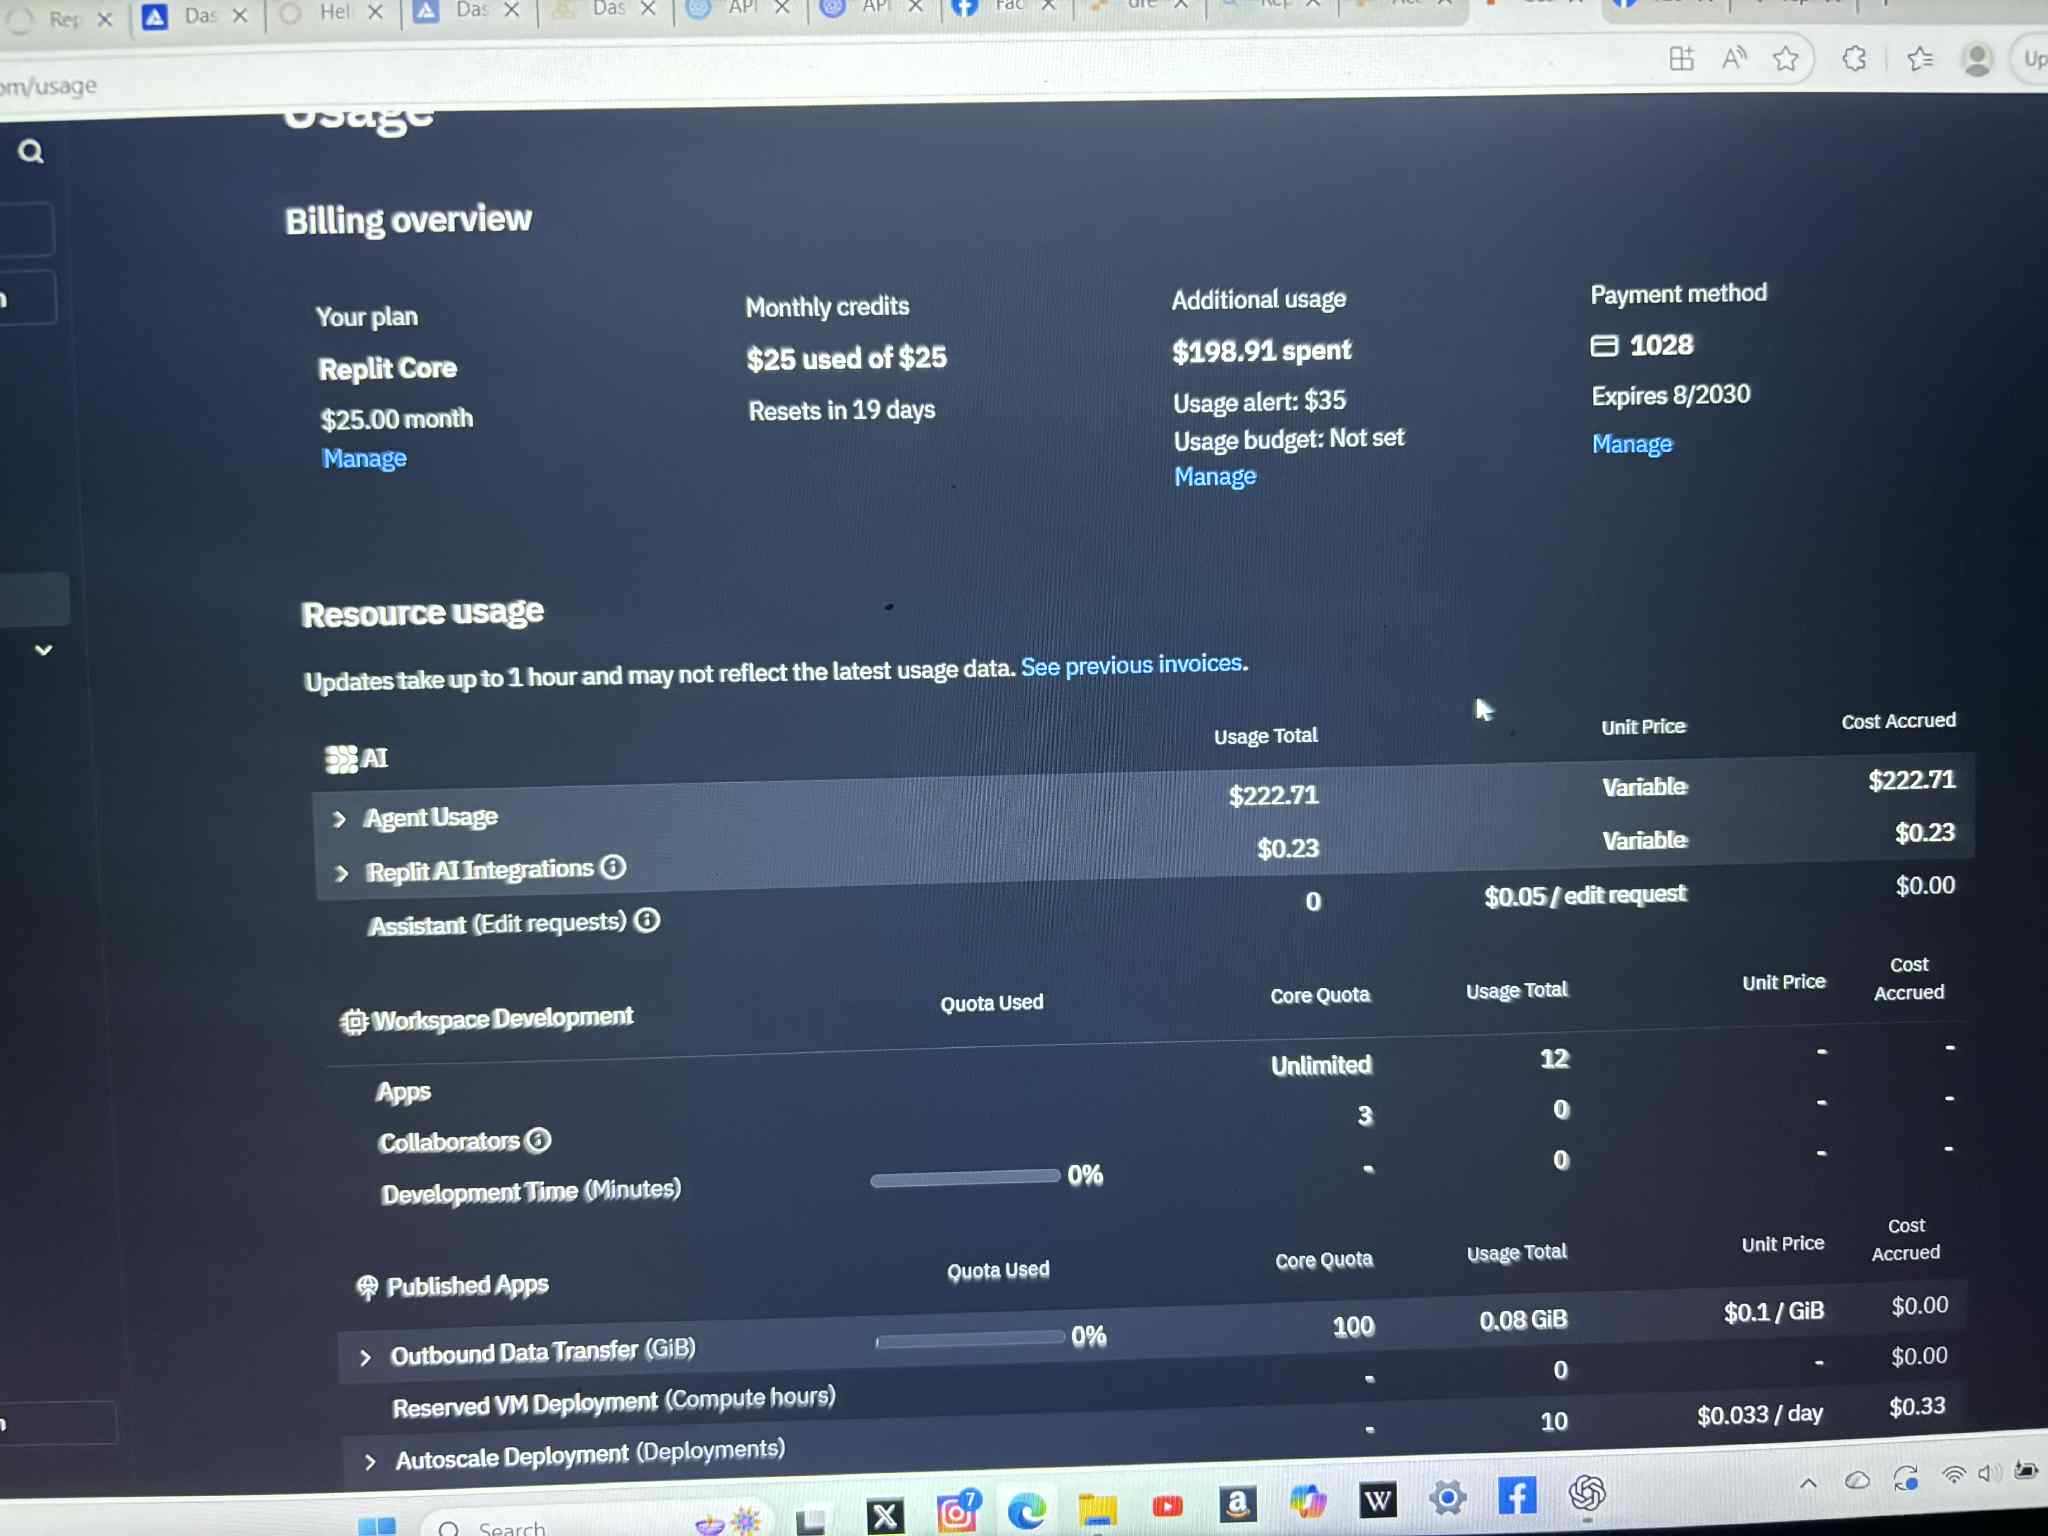 Rep
Das
Hel
Das
Das
API
API
Fac
om/usage
Up
Usage
Billing overview
Your plan
Replit Core
$25.00 month
Manage
Monthly credits
$25 used of $25
Resets in 19 days
Additional usage
$198.91 spent
Usage alert: $35
Usage budget: Not set
Manage
Payment method
1028
Expires 8/2030
Manage
Resource usage
Updates take up to 1 hour and may not reflect the latest usage data. See previous invoices.
AI Usage Total Unit Price Cost Accrued
Agent Usage $222.71 Variable $222.71
Replit AI Integrations $0.23 Variable $0.23
Assistant (Edit requests) 0 $0.05 / edit request $0.00
Workspace Development Quota Used Core Quota Usage Total Unit Price Cost Accrued
Apps Unlimited 12 - -
Collaborators 3 0 - -
Development Time (Minutes) 0% - 0 - -
Published Apps Quota Used Core Quota Usage Total Unit Price Cost Accrued
Outbound Data Transfer (GiB) 0% 100 0.08 GiB $0.1 / GiB $0.00
Reserved VM Deployment (Compute hours) - 0 - $0.00
Autoscale Deployment (Deployments) - 10 $0.033 / day $0.33
Search
7